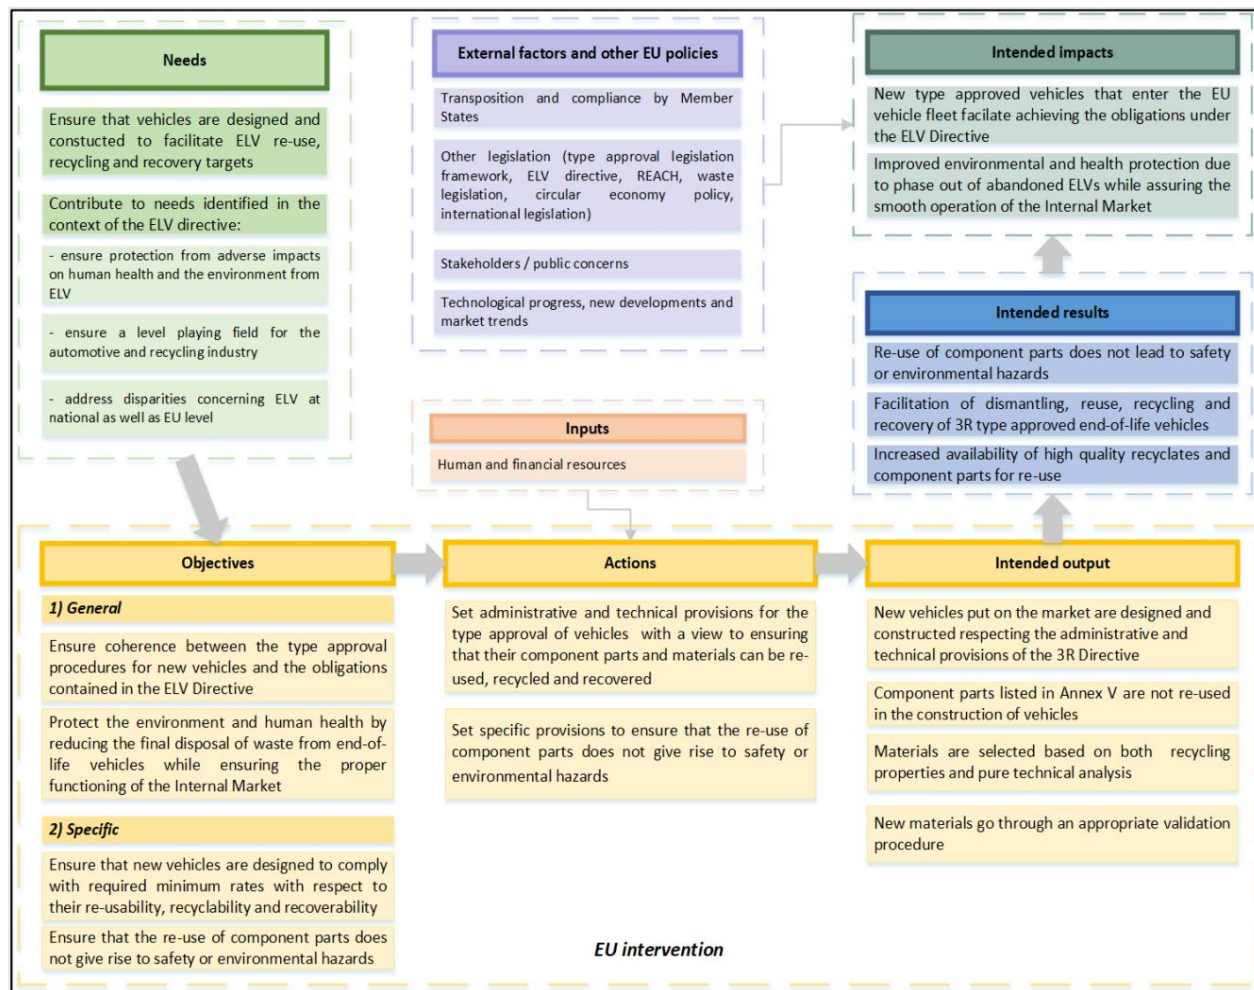 Needs
Ensure that vehicles are designed and
constucted to facilitate ELV re-use,
recycling and recovery targets
Contribute to needs identified in the
context of the ELV directive:
- ensure protection from adverse impacts
on human health and the environment from
ELV
- ensure a level playing field for the
automotive and recycling industry
- address disparities concerning ELV at
national as well as EU level
External factors and other EU policies
Transposition and compliance by Member
States
Other legislation (type approval legislation
framework, ELV directive, REACH, waste
legislation, circular economy policy,
international legislation)
Stakeholders / public concerns
Technological progress, new developments and
market trends
Inputs
Human and financial resources
Intended impacts
New type approved vehicles that enter the EU
vehicle fleet facilate achieving the obligations under
the ELV Directive
Improved environmental and health protection due
to phase out of abandoned ELVs while assuring the
smooth operation of the Internal Market
Intended results
Re-use of component parts does not lead to safety
or environmental hazards
Facilitation of dismantling, reuse, recycling and
recovery of 3R type approved end-of-life vehicles
Increased availability of high quality recyclates and
component parts for re-use
Objectives
1) General
Ensure coherence between the type approval
procedures for new vehicles and the obligations
contained in the ELV Directive
Protect the environment and human health by
reducing the final disposal of waste from end-of-
life vehicles while ensuring the proper
functioning of the Internal Market
2) Specific
Ensure that new vehicles are designed to comply
with required minimum rates with respect to
their re-usability, recyclability and recoverability
Ensure that the re-use of component parts does
not give rise to safety or environmental hazards
Actions
Set administrative and technical provisions for the
type approval of vehicles with a view to ensuring
that their component parts and materials can be re-
used, recycled and recovered
Set specific provisions to ensure that the re-use of
component parts does not give rise to safety or
environmental hazards
Intended output
New vehicles put on the market are designed and
constructed respecting the administrative and
technical provisions of the 3R Directive
Component parts listed in Annex V are not re-used
in the construction of vehicles
Materials are selected based on both recycling
properties and pure technical analysis
New materials go through an appropriate validation
procedure
EU intervention